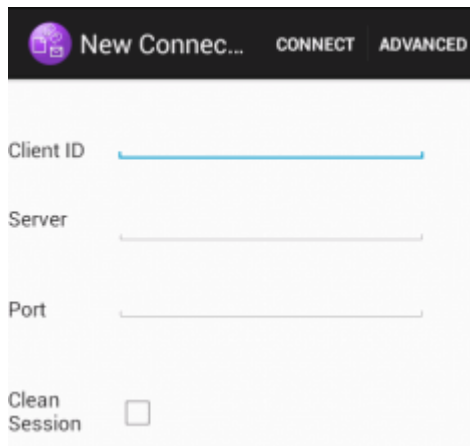 New Connec... CONNECT ADVANCED
Client ID
Server
Port
Clean
Session